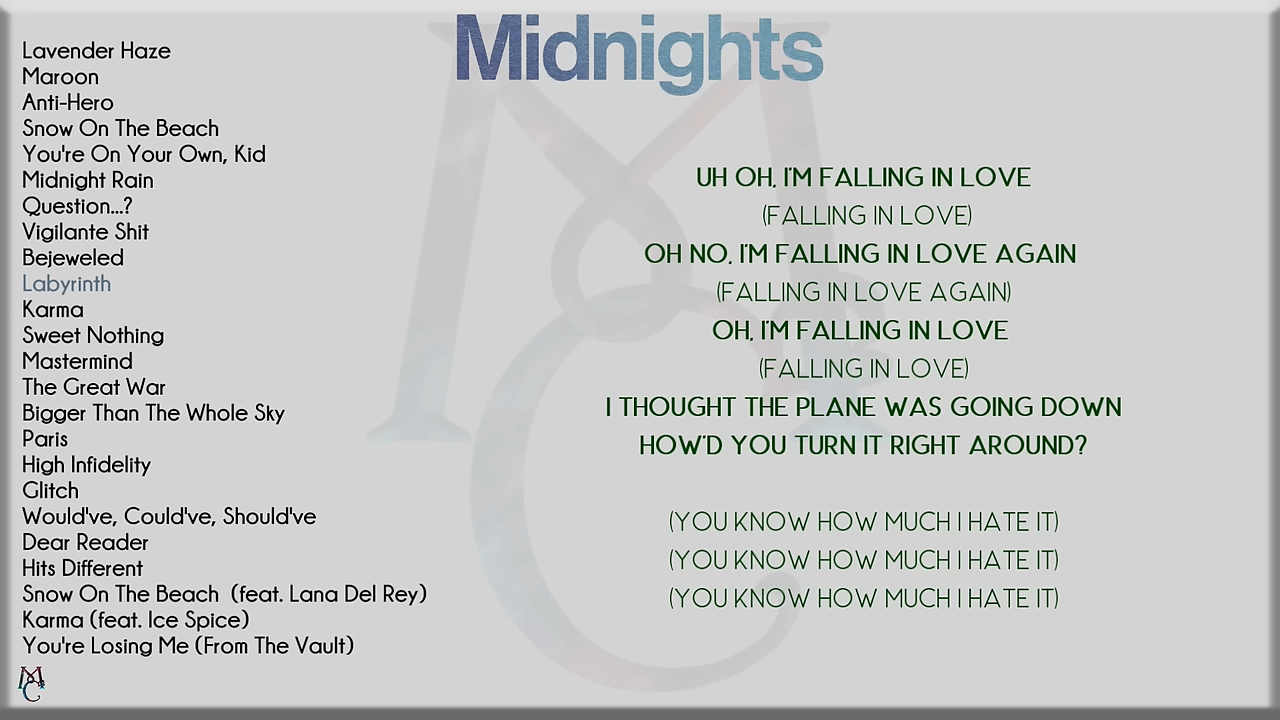 Midnights
Lavender Haze
Maroon
Anti-Hero
Snow On The Beach
You're On Your Own, Kid
Midnight Rain
Question...?
Vigilante Shit
Bejeweled
Labyrinth
Karma
Sweet Nothing
Mastermind
The Great War
Bigger Than The Whole Sky
Paris
High Infidelity
Glitch
Would've, Could've, Should've
Dear Reader
Hits Different
Snow On The Beach (feat. Lana Del Rey)
Karma (feat. Ice Spice)
You're Losing Me (From The Vault)
MC
UH OH, I'M FALLING IN LOVE
(FALLING IN LOVE)
OH NO, I'M FALLING IN LOVE AGAIN
(FALLING IN LOVE AGAIN)
OH, I'M FALLING IN LOVE
(FALLING IN LOVE)
I THOUGHT THE PLANE WAS GOING DOWN
HOW'D YOU TURN IT RIGHT AROUND?
(YOU KNOW HOW MUCH I HATE IT)
(YOU KNOW HOW MUCH I HATE IT)
(YOU KNOW HOW MUCH I HATE IT)